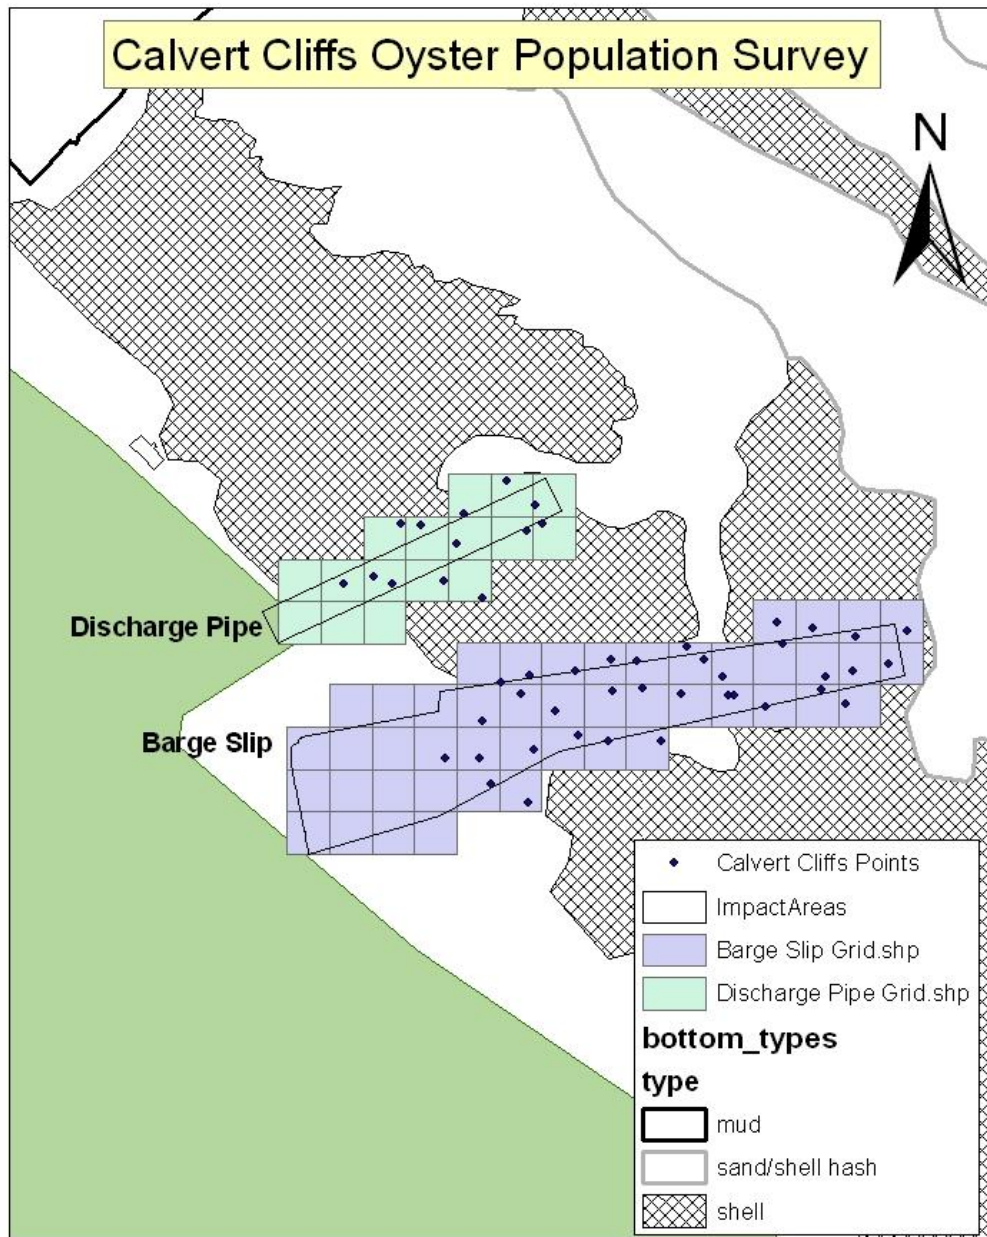 Calvert Cliffs Oyster Population Survey
N
Discharge Pipe
Barge Slip
Calvert Cliffs Points
ImpactAreas
Barge Slip Grid.shp
Discharge Pipe Grid.shp
bottom_types
type
mud
sand/shell hash
shell